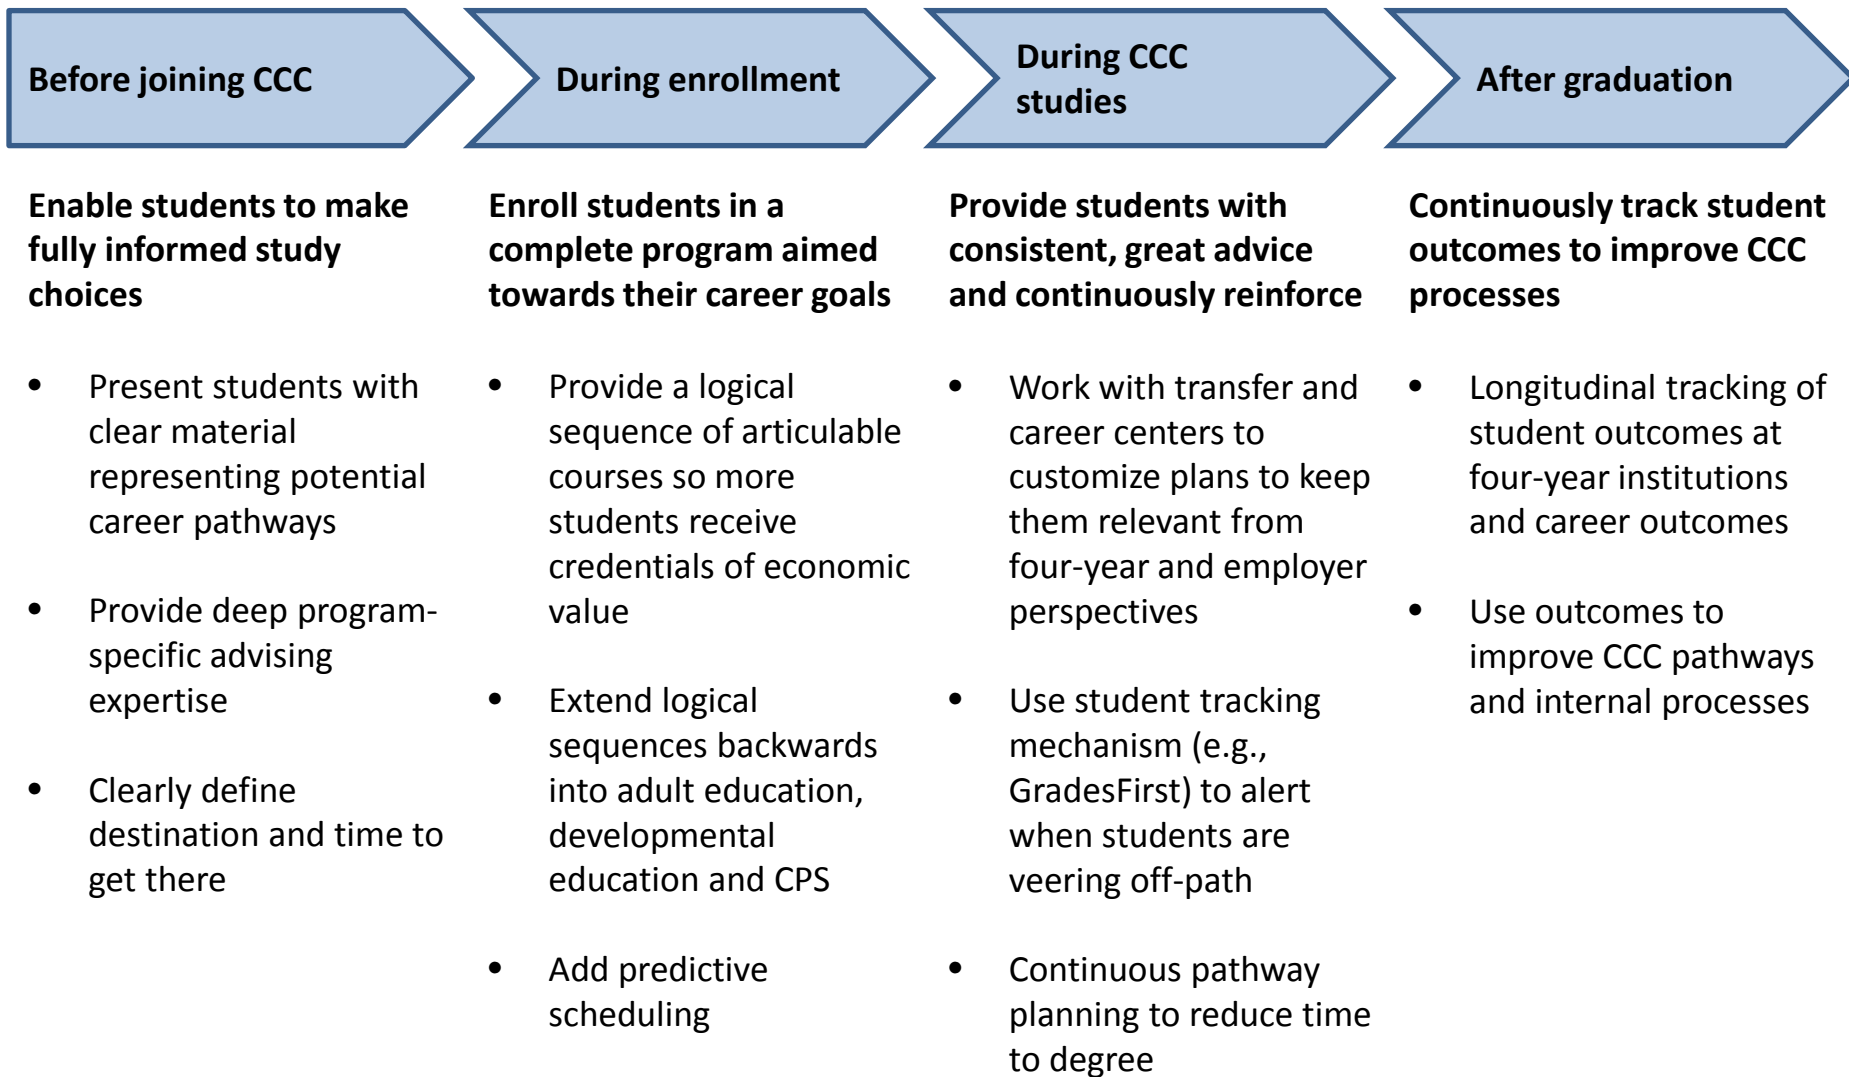 Before joining CCC
During enrollment
During CCC
studies
After graduation
Enable students to make
fully informed study
choices
• Present students with
clear material
representing potential
career pathways
• Provide deep program-
specific advising
expertise
• Clearly define
destination and time to
get there
Enroll students in a
complete program aimed
towards their career goals
• Provide a logical
sequence of articulable
courses so more
students receive
credentials of economic
value
• Extend logical
sequences backwards
into adult education,
developmental
education and CPS
• Add predictive
scheduling
Provide students with
consistent, great advice
and continuously reinforce
• Work with transfer and
career centers to
customize plans to keep
them relevant from
four-year and employer
perspectives
• Use student tracking
mechanism (e.g.,
GradesFirst) to alert
when students are
veering off-path
• Continuous pathway
planning to reduce time
to degree
Continuously track student
outcomes to improve CCC
processes
• Longitudinal tracking of
student outcomes at
four-year institutions
and career outcomes
• Use outcomes to
improve CCC pathways
and internal processes